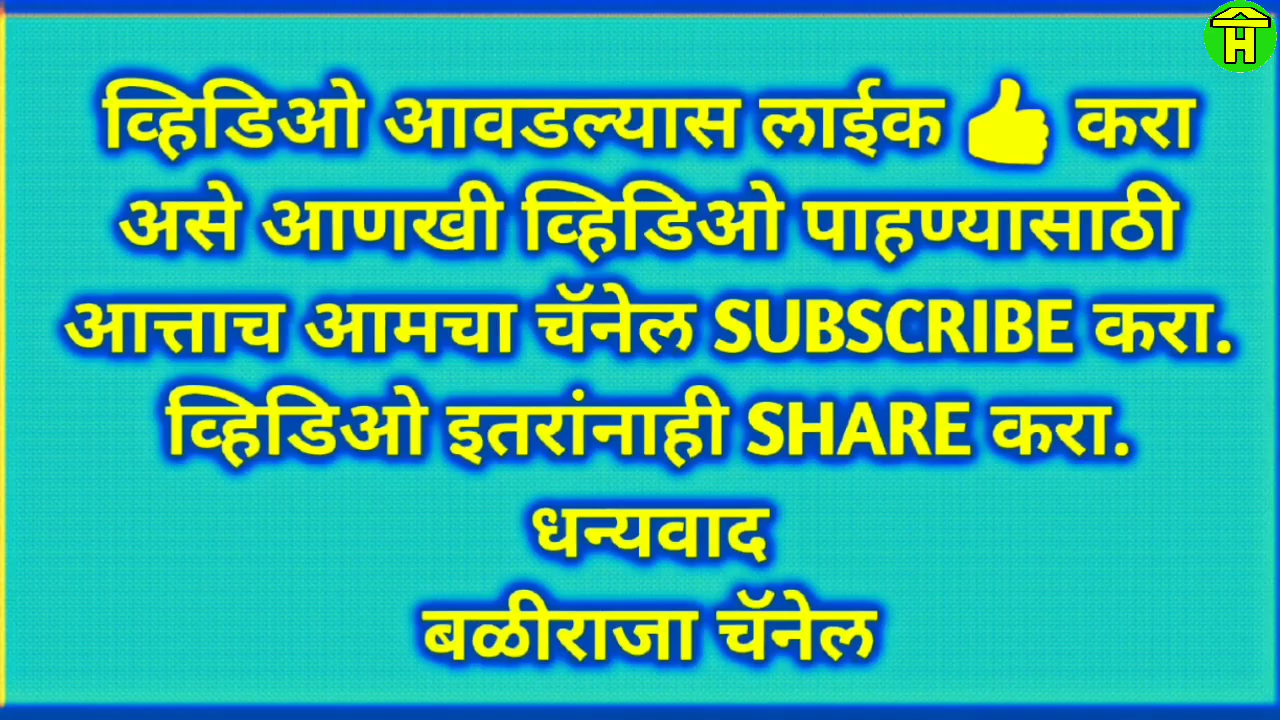 व्हिडिओ आवडल्यास लाईक 👍 करा
असे आणखी व्हिडिओ पाहण्यासाठी
आत्ताच आमचा चॅनेल SUBSCRIBE करा.
व्हिडिओ इतरांनाही SHARE करा.
धन्यवाद
बळीराजा चॅनेल
H